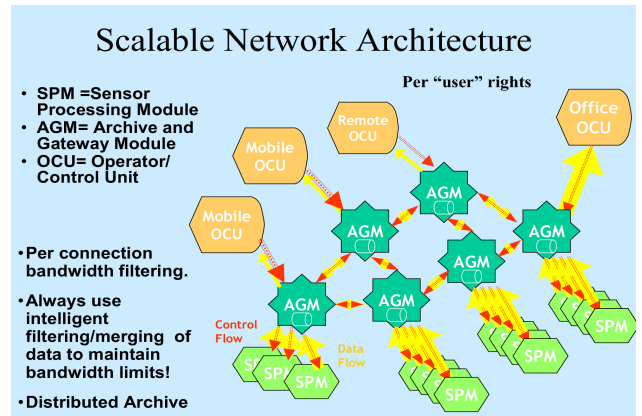 Scalable Network Architecture
• SPM =Sensor
Processing Module
• AGM= Archive and
Gateway Module
• OCU= Operator/
Control Unit
Per “user” rights
Office
OCU
Remote
OCU
Mobile
OCU
Mobile
OCU
AGM
AGM
AGM
AGM
AGM
AGM
•Per connection
bandwidth filtering.
•Always use
intelligent
filtering/merging of
data to maintain
bandwidth limits!
• Distributed Archive
Control
Flow
Data
Flow
SPM
SPM
SP
SP
SPM
SPM